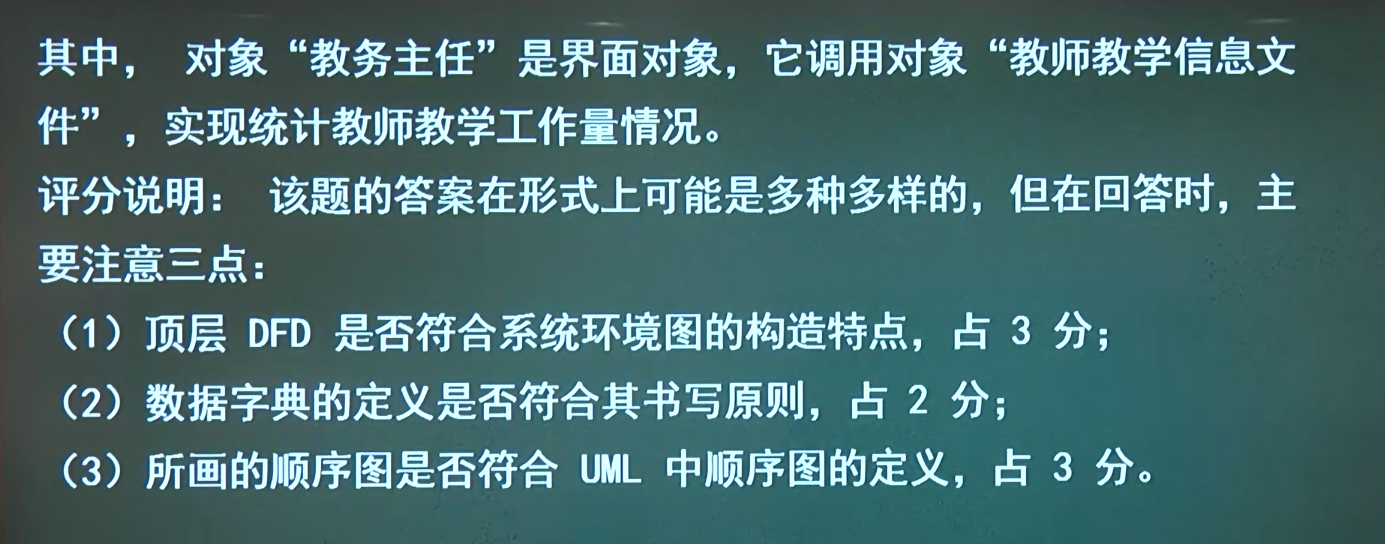 其中， 对象“教务主任”是界面对象，它调用对象“教师教学信息文
件”，实现统计教师教学工作量情况。
评分说明： 该题的答案在形式上可能是多种多样的，但在回答时，主
要注意三点：
（1）顶层 DFD 是否符合系统环境图的构造特点，占 3 分；
（2）数据字典的定义是否符合其书写原则，占 2 分；
（3）所画的顺序图是否符合 UML 中顺序图的定义，占 3 分。